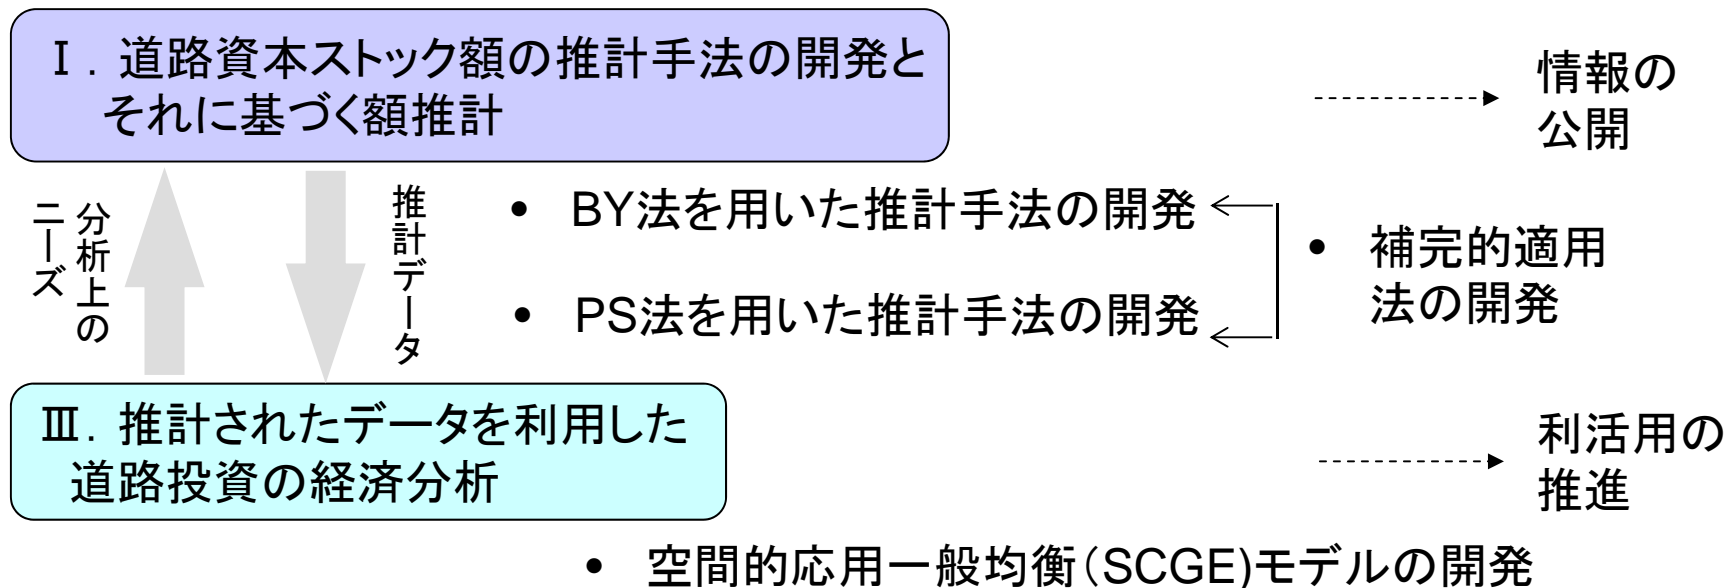 Ⅰ．道路資本ストック額の推計手法の開発と
それに基づく額推計
情報の
公開
分析上の
ニーズ
推計データ
• BY法を用いた推計手法の開発
• PS法を用いた推計手法の開発
• 補完的適用
法の開発
Ⅲ．推計されたデータを利用した
道路投資の経済分析
利活用の
推進
• 空間的応用一般均衡（SCGE)モデルの開発